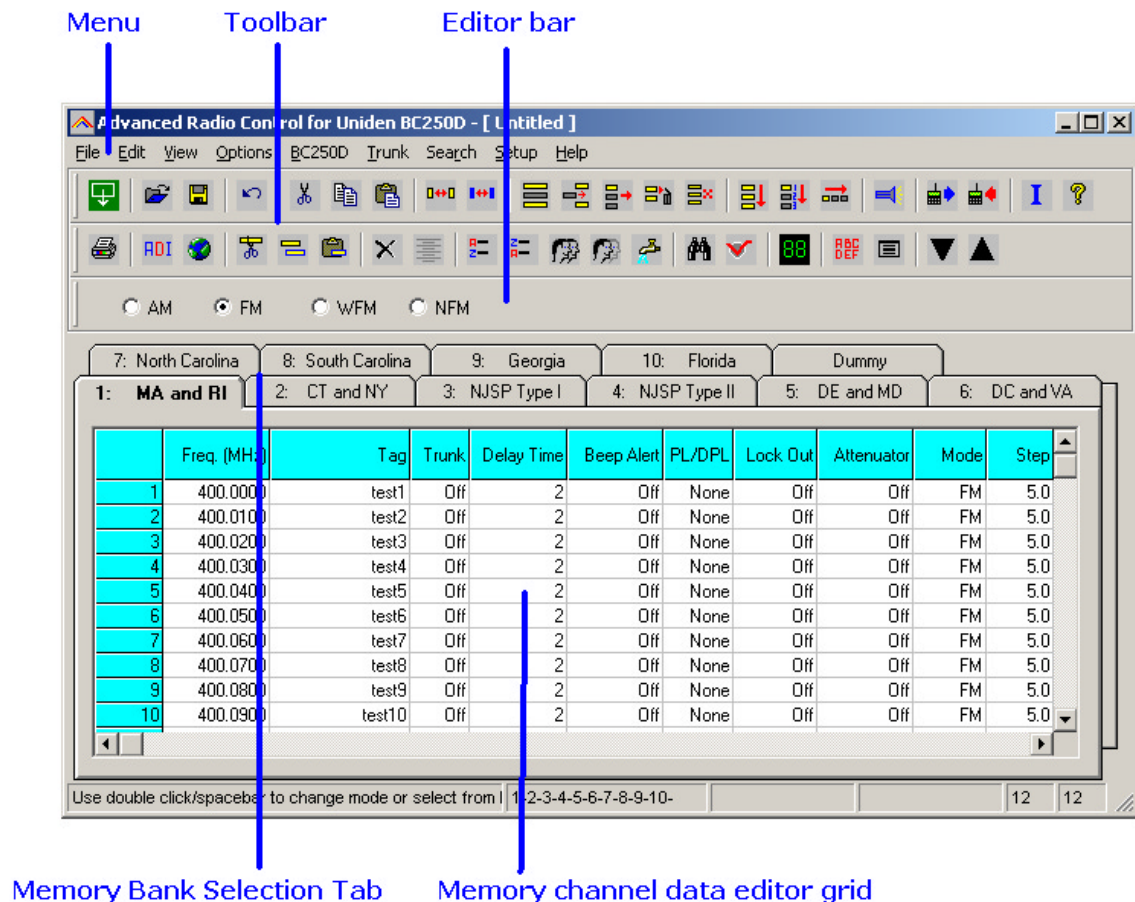 Menu Toolbar Editor bar
Advanced Radio Control for Uniden BC250D - [ Untitled ]
File Edit View Options BC250D Trunk Search Setup Help
ADI A Z Z A 88 ABC DEF I ?
AM FM WFM NFM
7: North Carolina 8: South Carolina 9: Georgia 10: Florida Dummy
1: MA and RI 2: CT and NY 3: NJSP Type I 4: NJSP Type II 5: DE and MD 6: DC and VA
Freq. (MHz) Tag Trunk Delay Time Beep Alert PL/DPL Lock Out Attenuator Mode Step
1 400.0000 test1 Off 2 Off None Off Off FM 5.0
2 400.0100 test2 Off 2 Off None Off Off FM 5.0
3 400.0200 test3 Off 2 Off None Off Off FM 5.0
4 400.0300 test4 Off 2 Off None Off Off FM 5.0
5 400.0400 test5 Off 2 Off None Off Off FM 5.0
6 400.0500 test6 Off 2 Off None Off Off FM 5.0
7 400.0600 test7 Off 2 Off None Off Off FM 5.0
8 400.0700 test8 Off 2 Off None Off Off FM 5.0
9 400.0800 test9 Off 2 Off None Off Off FM 5.0
10 400.0900 test10 Off 2 Off None Off Off FM 5.0
Use double click/spacebar to change mode or select from 1-2-3-4-5-6-7-8-9-10- 12 12
Memory Bank Selection Tab Memory channel data editor grid